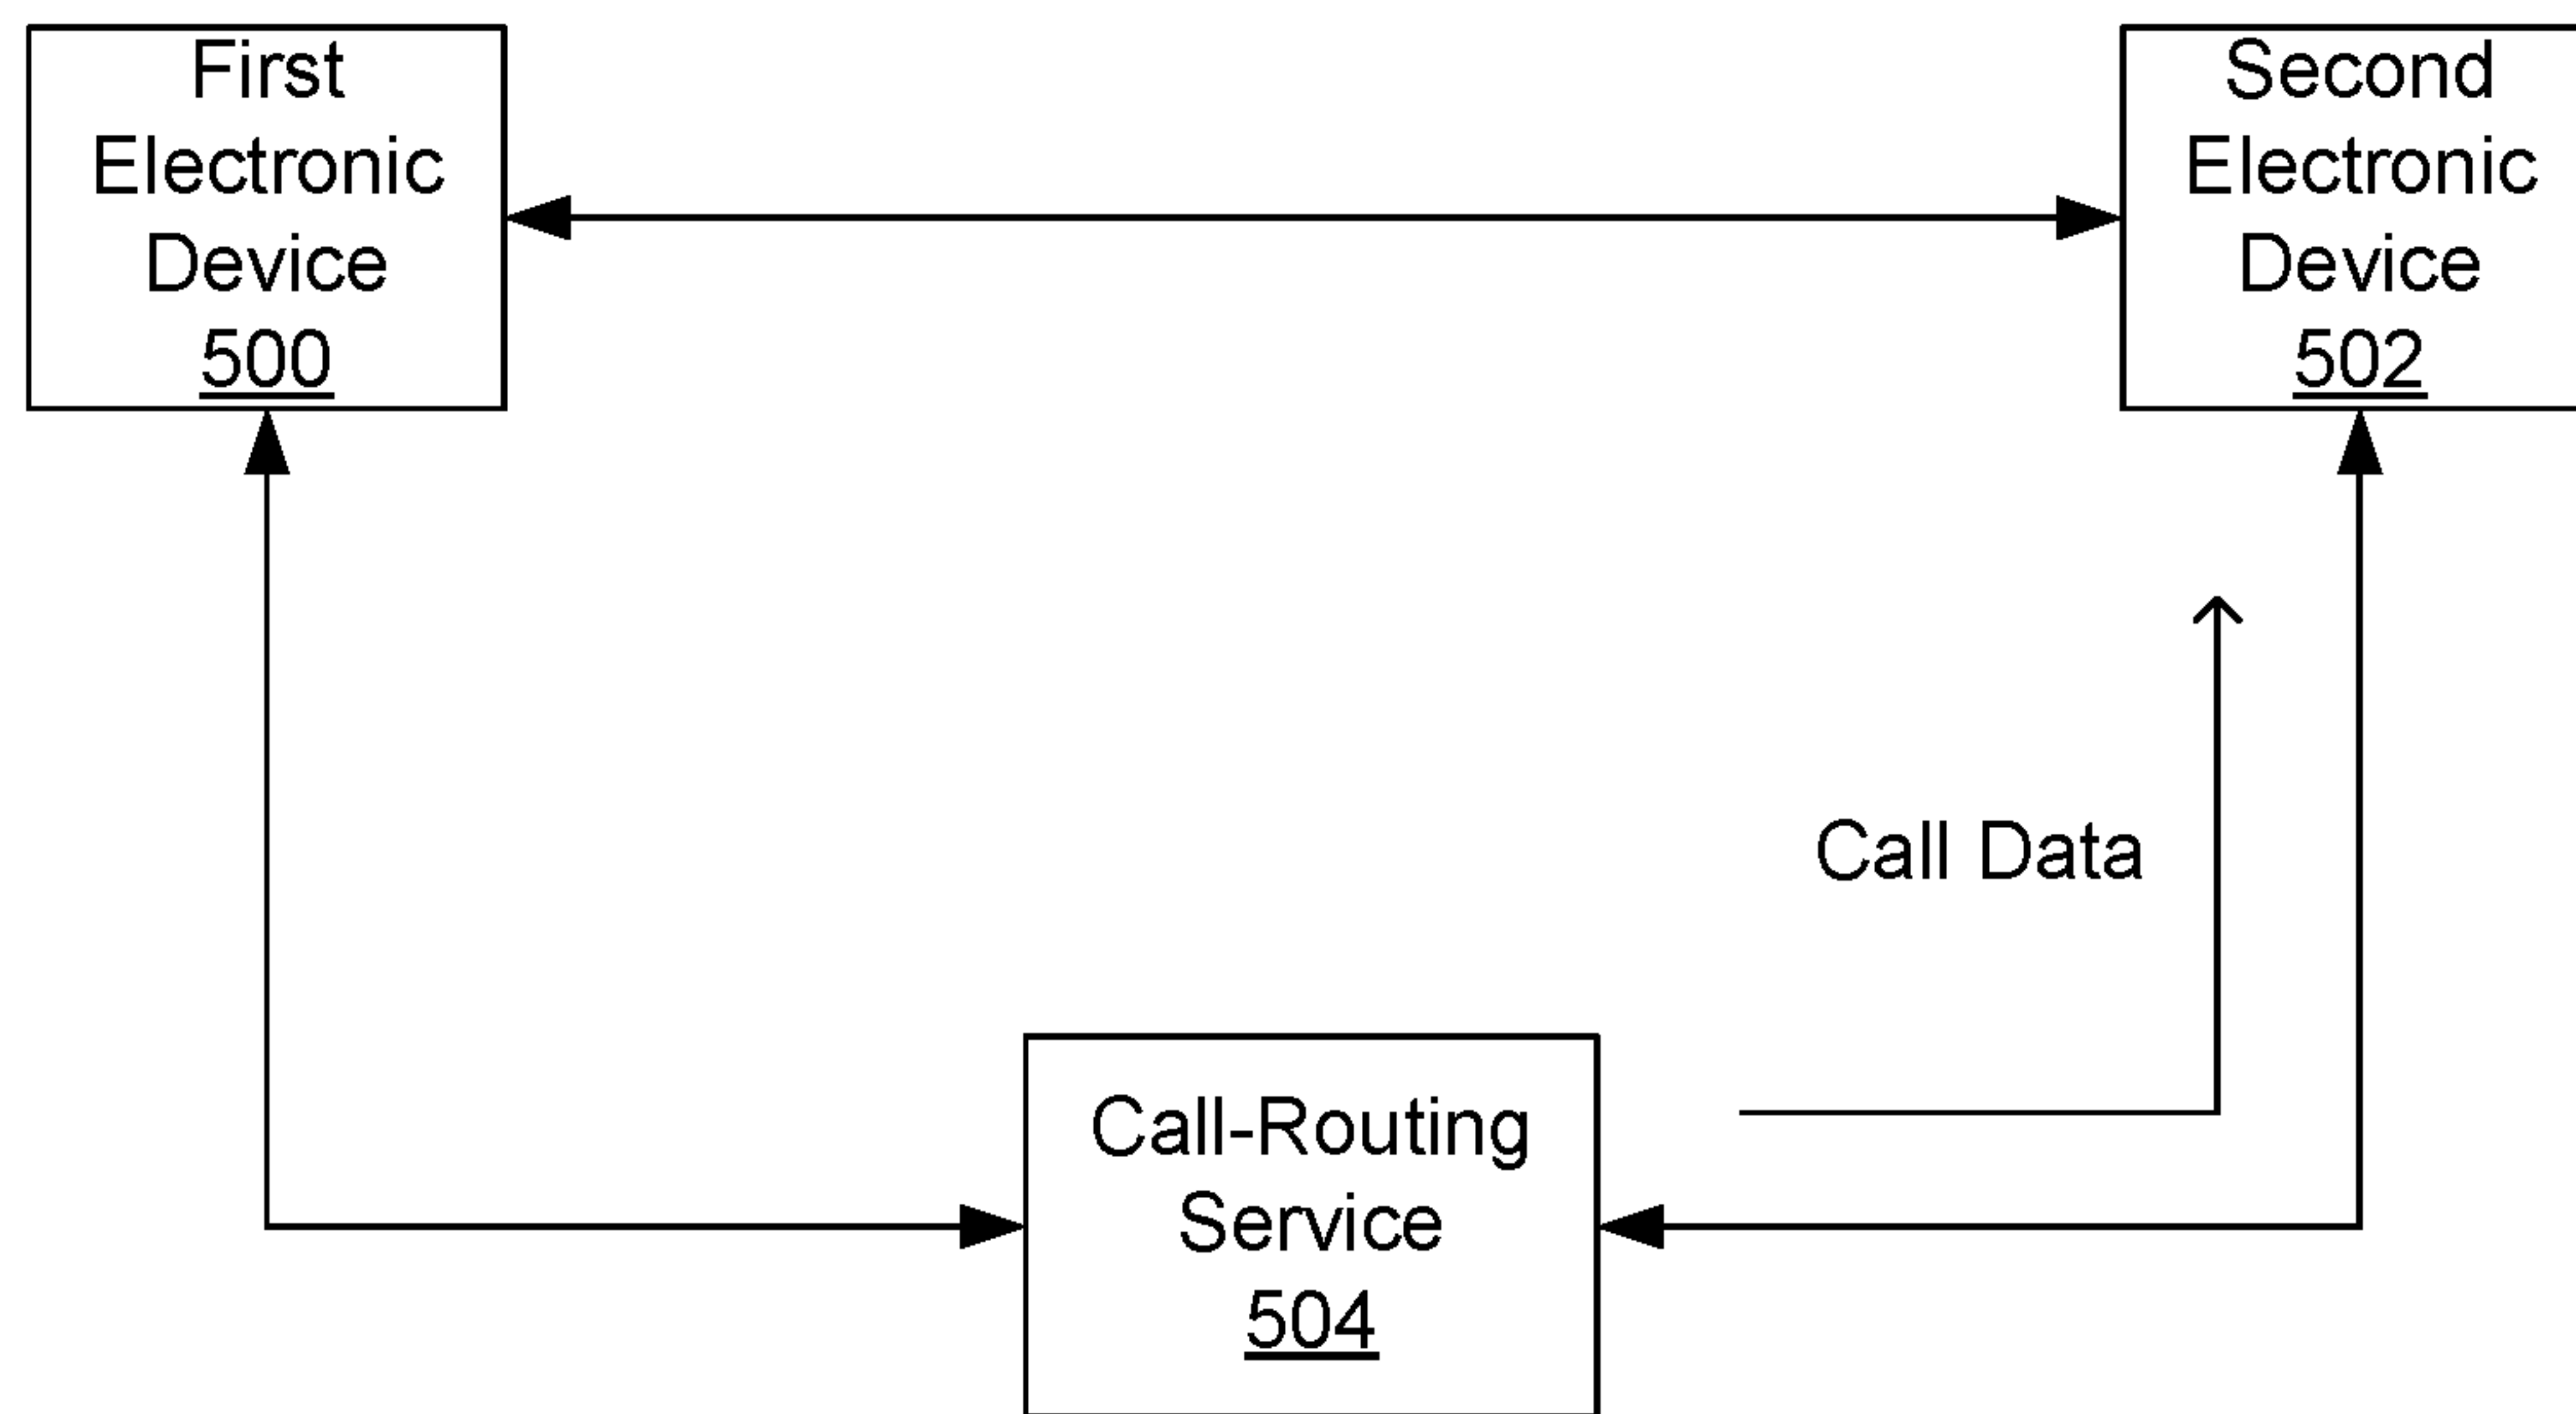 First
Electronic
Device
500
Second
Electronic
Device
502
Call Data
Call-Routing
Service
504